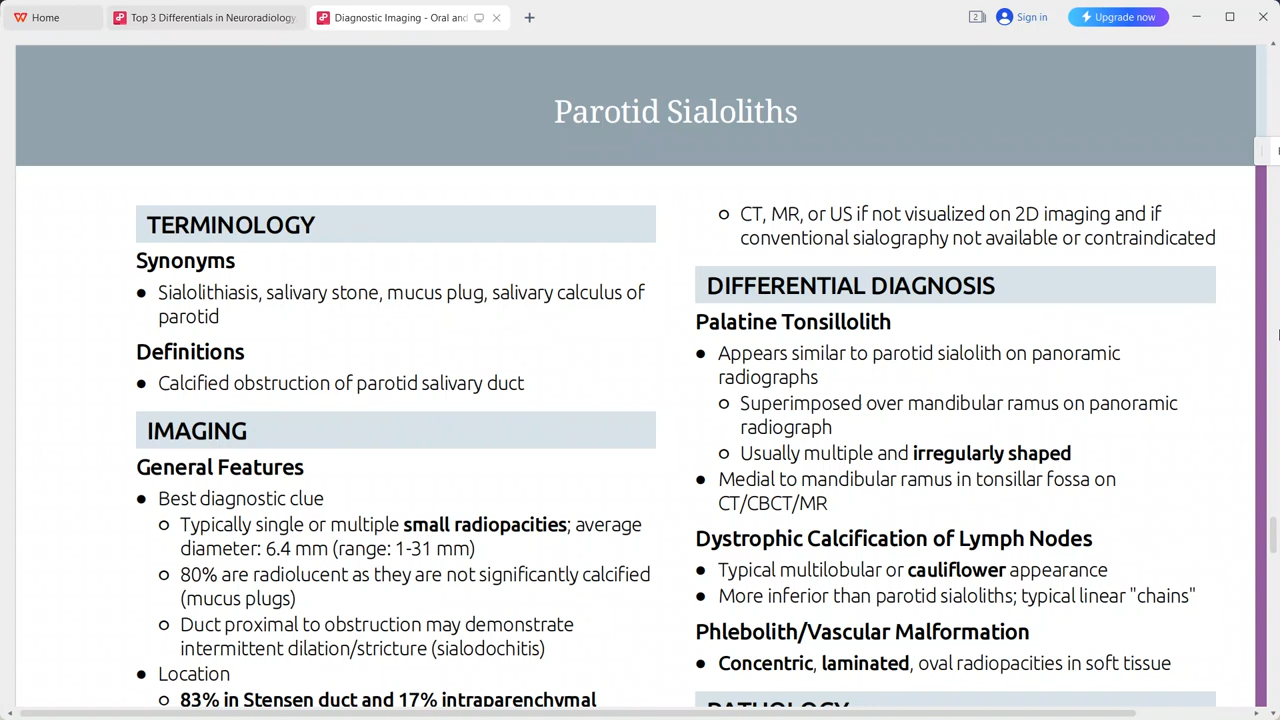 Home
Top 3 Differentials in Neuroradiology
Diagnostic Imaging - Oral and
2
Sign in
Upgrade now
Parotid Sialoliths
TERMINOLOGY
Synonyms
● Sialolithiasis, salivary stone, mucus plug, salivary calculus of
parotid
Definitions
● Calcified obstruction of parotid salivary duct
IMAGING
General Features
● Best diagnostic clue
○ Typically single or multiple small radiopacities; average
diameter: 6.4 mm (range: 1-31 mm)
○ 80% are radiolucent as they are not significantly calcified
(mucus plugs)
○ Duct proximal to obstruction may demonstrate
intermittent dilation/stricture (sialodochitis)
● Location
○ 83% in Stensen duct and 17% intraparenchymal
○ CT, MR, or US if not visualized on 2D imaging and if
conventional sialography not available or contraindicated
DIFFERENTIAL DIAGNOSIS
Palatine Tonsillolith
● Appears similar to parotid sialolith on panoramic
radiographs
○ Superimposed over mandibular ramus on panoramic
radiograph
○ Usually multiple and irregularly shaped
● Medial to mandibular ramus in tonsillar fossa on
CT/CBCT/MR
Dystrophic Calcification of Lymph Nodes
● Typical multilobular or cauliflower appearance
● More inferior than parotid sialoliths; typical linear "chains"
Phlebolith/Vascular Malformation
● Concentric, laminated, oval radiopacities in soft tissue
PATHOLOGY